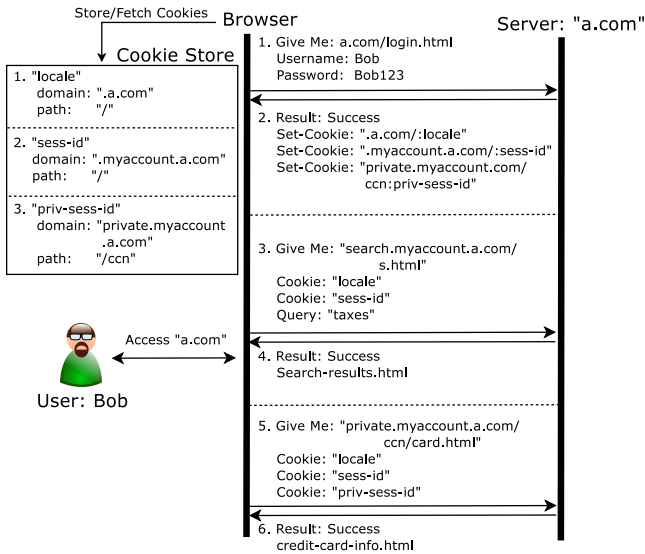 Store/Fetch Cookies
Browser
Server: "a.com"
Cookie Store
1. "locale"
domain: ".a.com"
path: "/"
2. "sess-id"
domain: ".myaccount.a.com"
path: "/"
3. "priv-sess-id"
domain: "private.myaccount
.a.com"
path: "/ccn"
1. Give Me: a.com/login.html
Username: Bob
Password: Bob123
2. Result: Success
Set-Cookie: ".a.com/:locale"
Set-Cookie: ".myaccount.a.com/:sess-id"
Set-Cookie: "private.myaccount.com/
ccn:priv-sess-id"
3. Give Me: "search.myaccount.a.com/
s.html"
Cookie: "locale"
Cookie: "sess-id"
Query: "taxes"
Access "a.com"
User: Bob
4. Result: Success
Search-results.html
5. Give Me: "private.myaccount.a.com/
ccn/card.html"
Cookie: "locale"
Cookie: "sess-id"
Cookie: "priv-sess-id"
6. Result: Success
credit-card-info.html